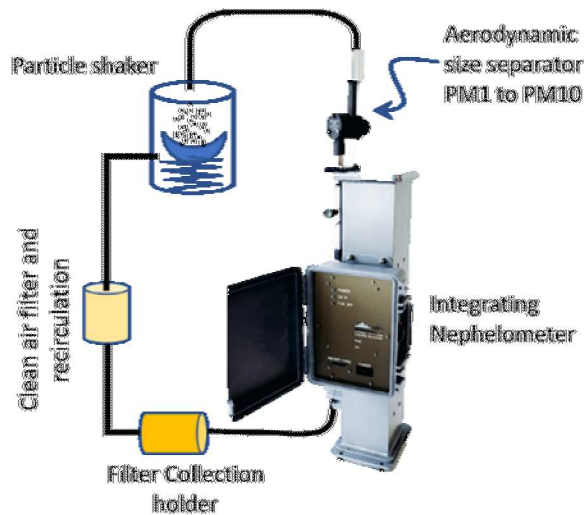 Particle shaker
Aerodynamic
size separator
PM1 to PM10
Clean air filter and
recirculation
Integrating
Nephelometer
Filter Collection
holder